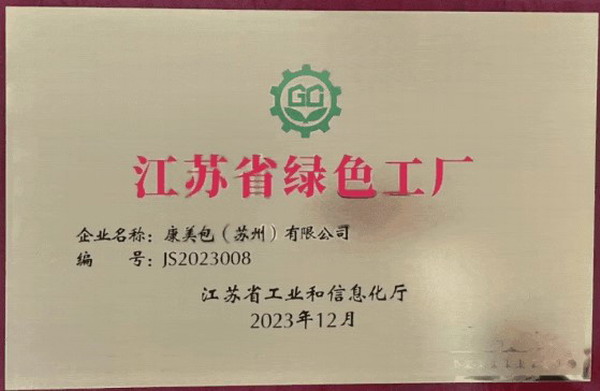 GC
江苏省绿色工厂
企业名称：康美包（苏州）有限公司
编　　号：JS2023008
江苏省工业和信息化厅
2023年12月